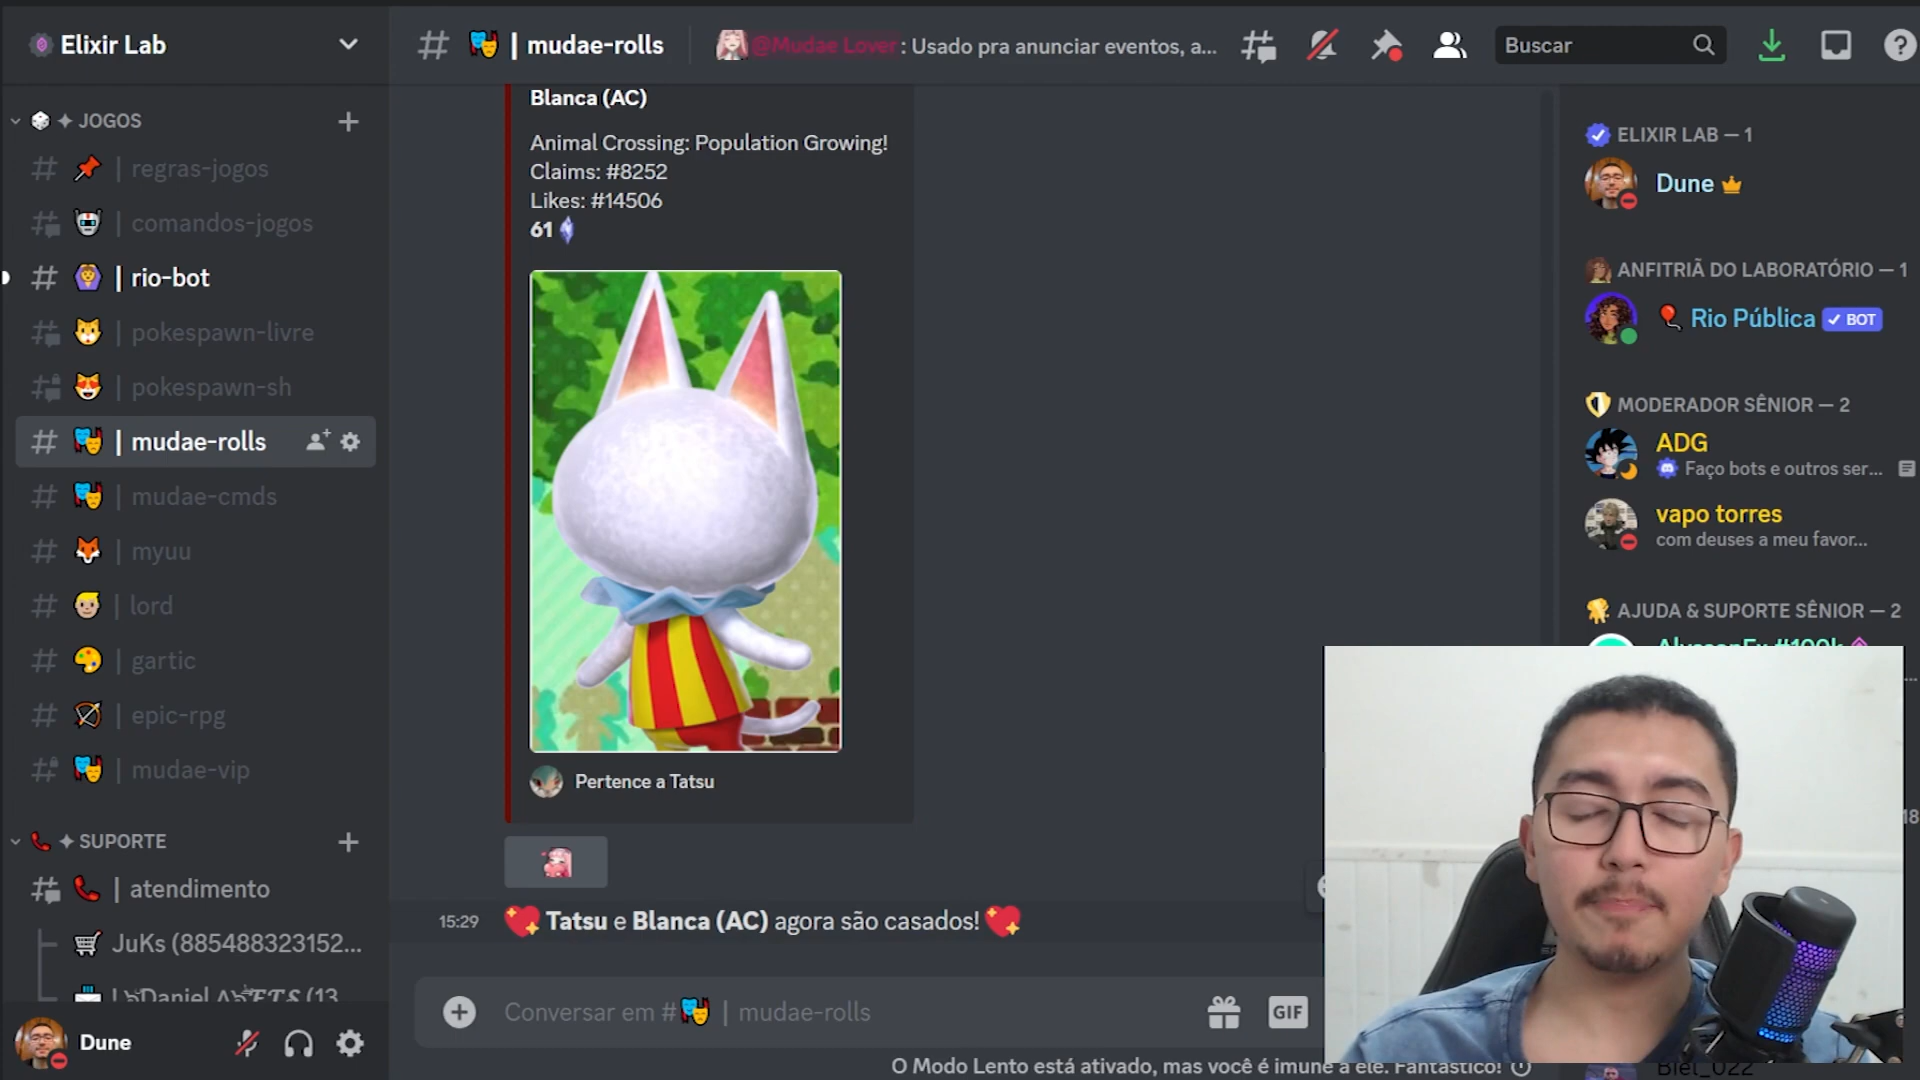 Elixir Lab
JOGOS
| regras-jogos
| comandos-jogos
| rio-bot
| pokespawn-livre
| pokespawn-sh
| mudae-rolls
| mudae-cmds
| myuu
| lord
| gartic
| epic-rpg
| mudae-vip
SUPORTE
| atendimento
JuKs (885488323152...
Dune
# | mudae-rolls
@Mudae Lover : Usado pra anunciar eventos, a...
Buscar
Blanca (AC)
Animal Crossing: Population Growing!
Claims: #8252
Likes: #14506
61
Pertence a Tatsu
15:29 Tatsu e Blanca (AC) agora são casados!
Conversar em # | mudae-rolls
GIF
O Modo Lento está ativado, mas você é imune a ele. Fantástico!
ELIXIR LAB — 1
Dune
ANFITRIÃ DO LABORATÓRIO — 1
Rio Pública BOT
MODERADOR SÊNIOR — 2
ADG
Faço bots e outros ser...
vapo torres
com deuses a meu favor...
AJUDA & SUPORTE SÊNIOR — 2
Biel_022